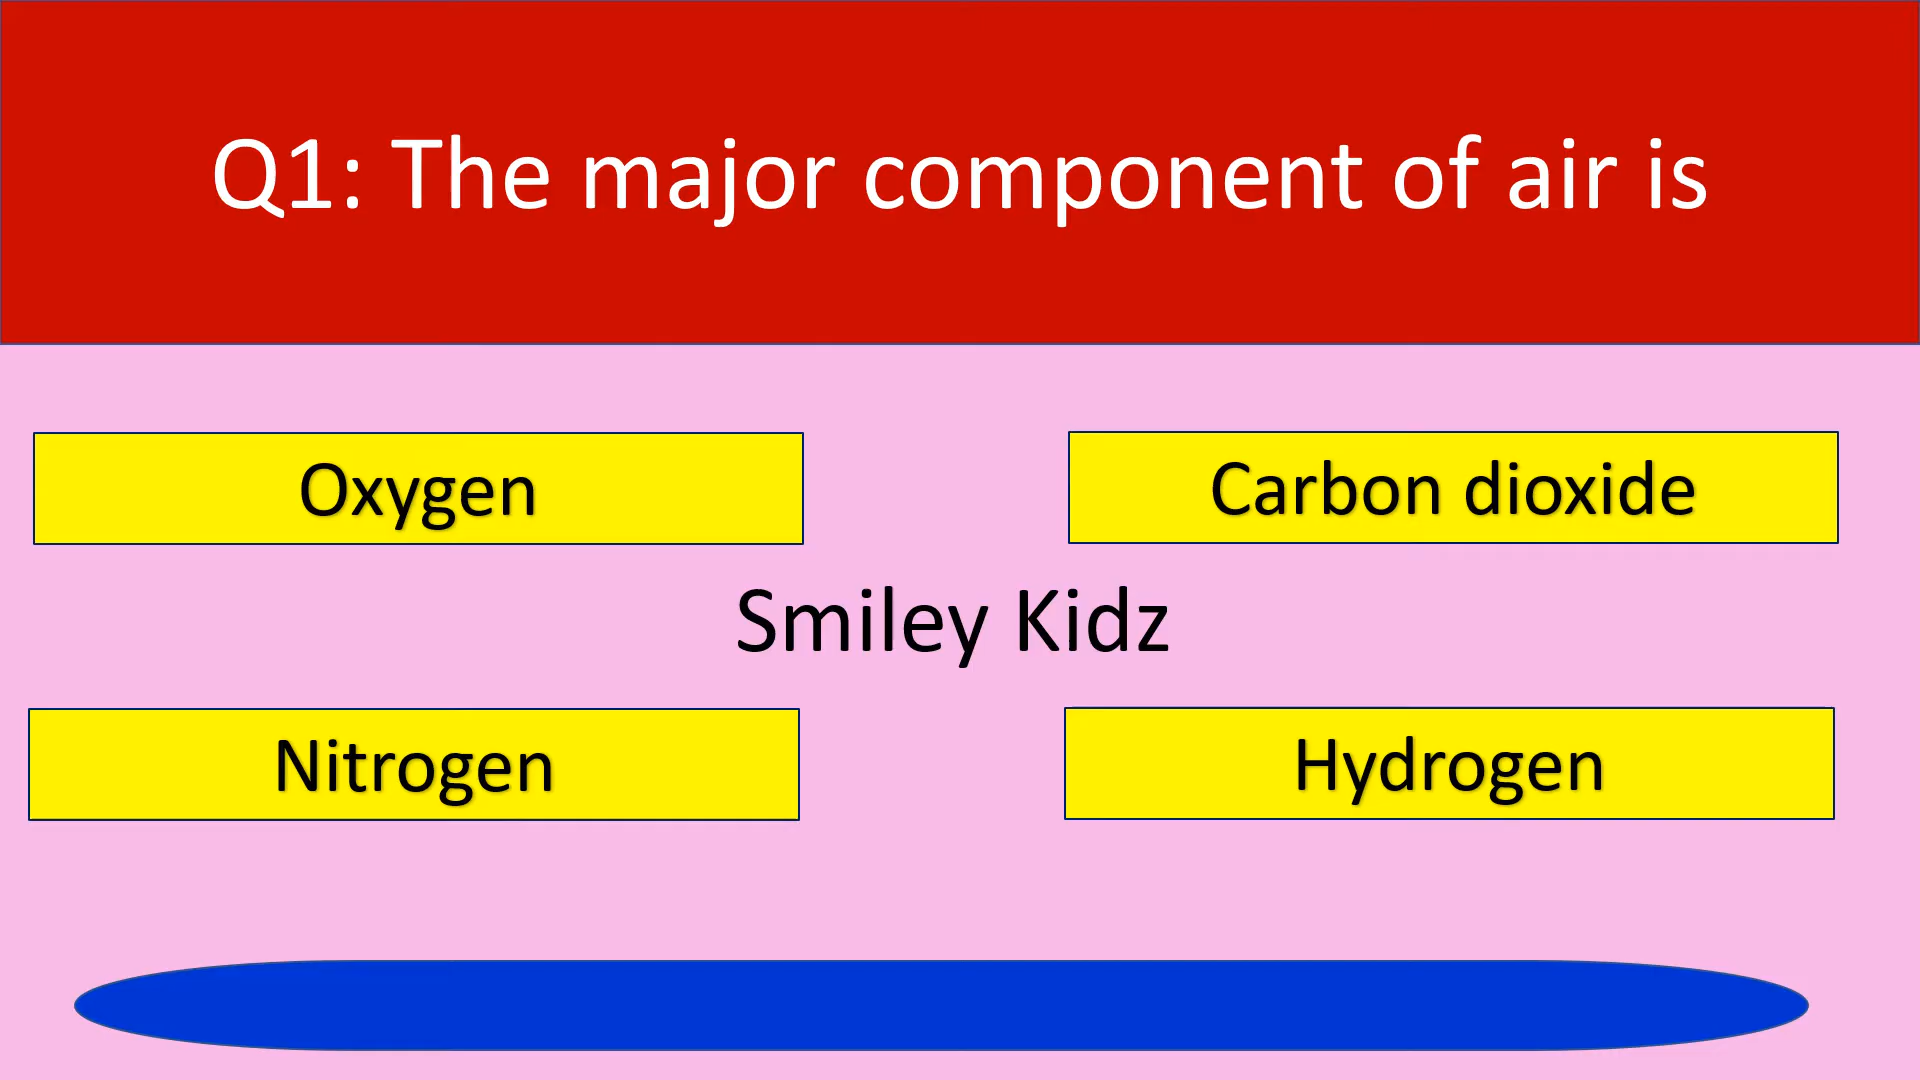 Q1: The major component of air is
Oxygen
Carbon dioxide
Smiley Kidz
Nitrogen
Hydrogen